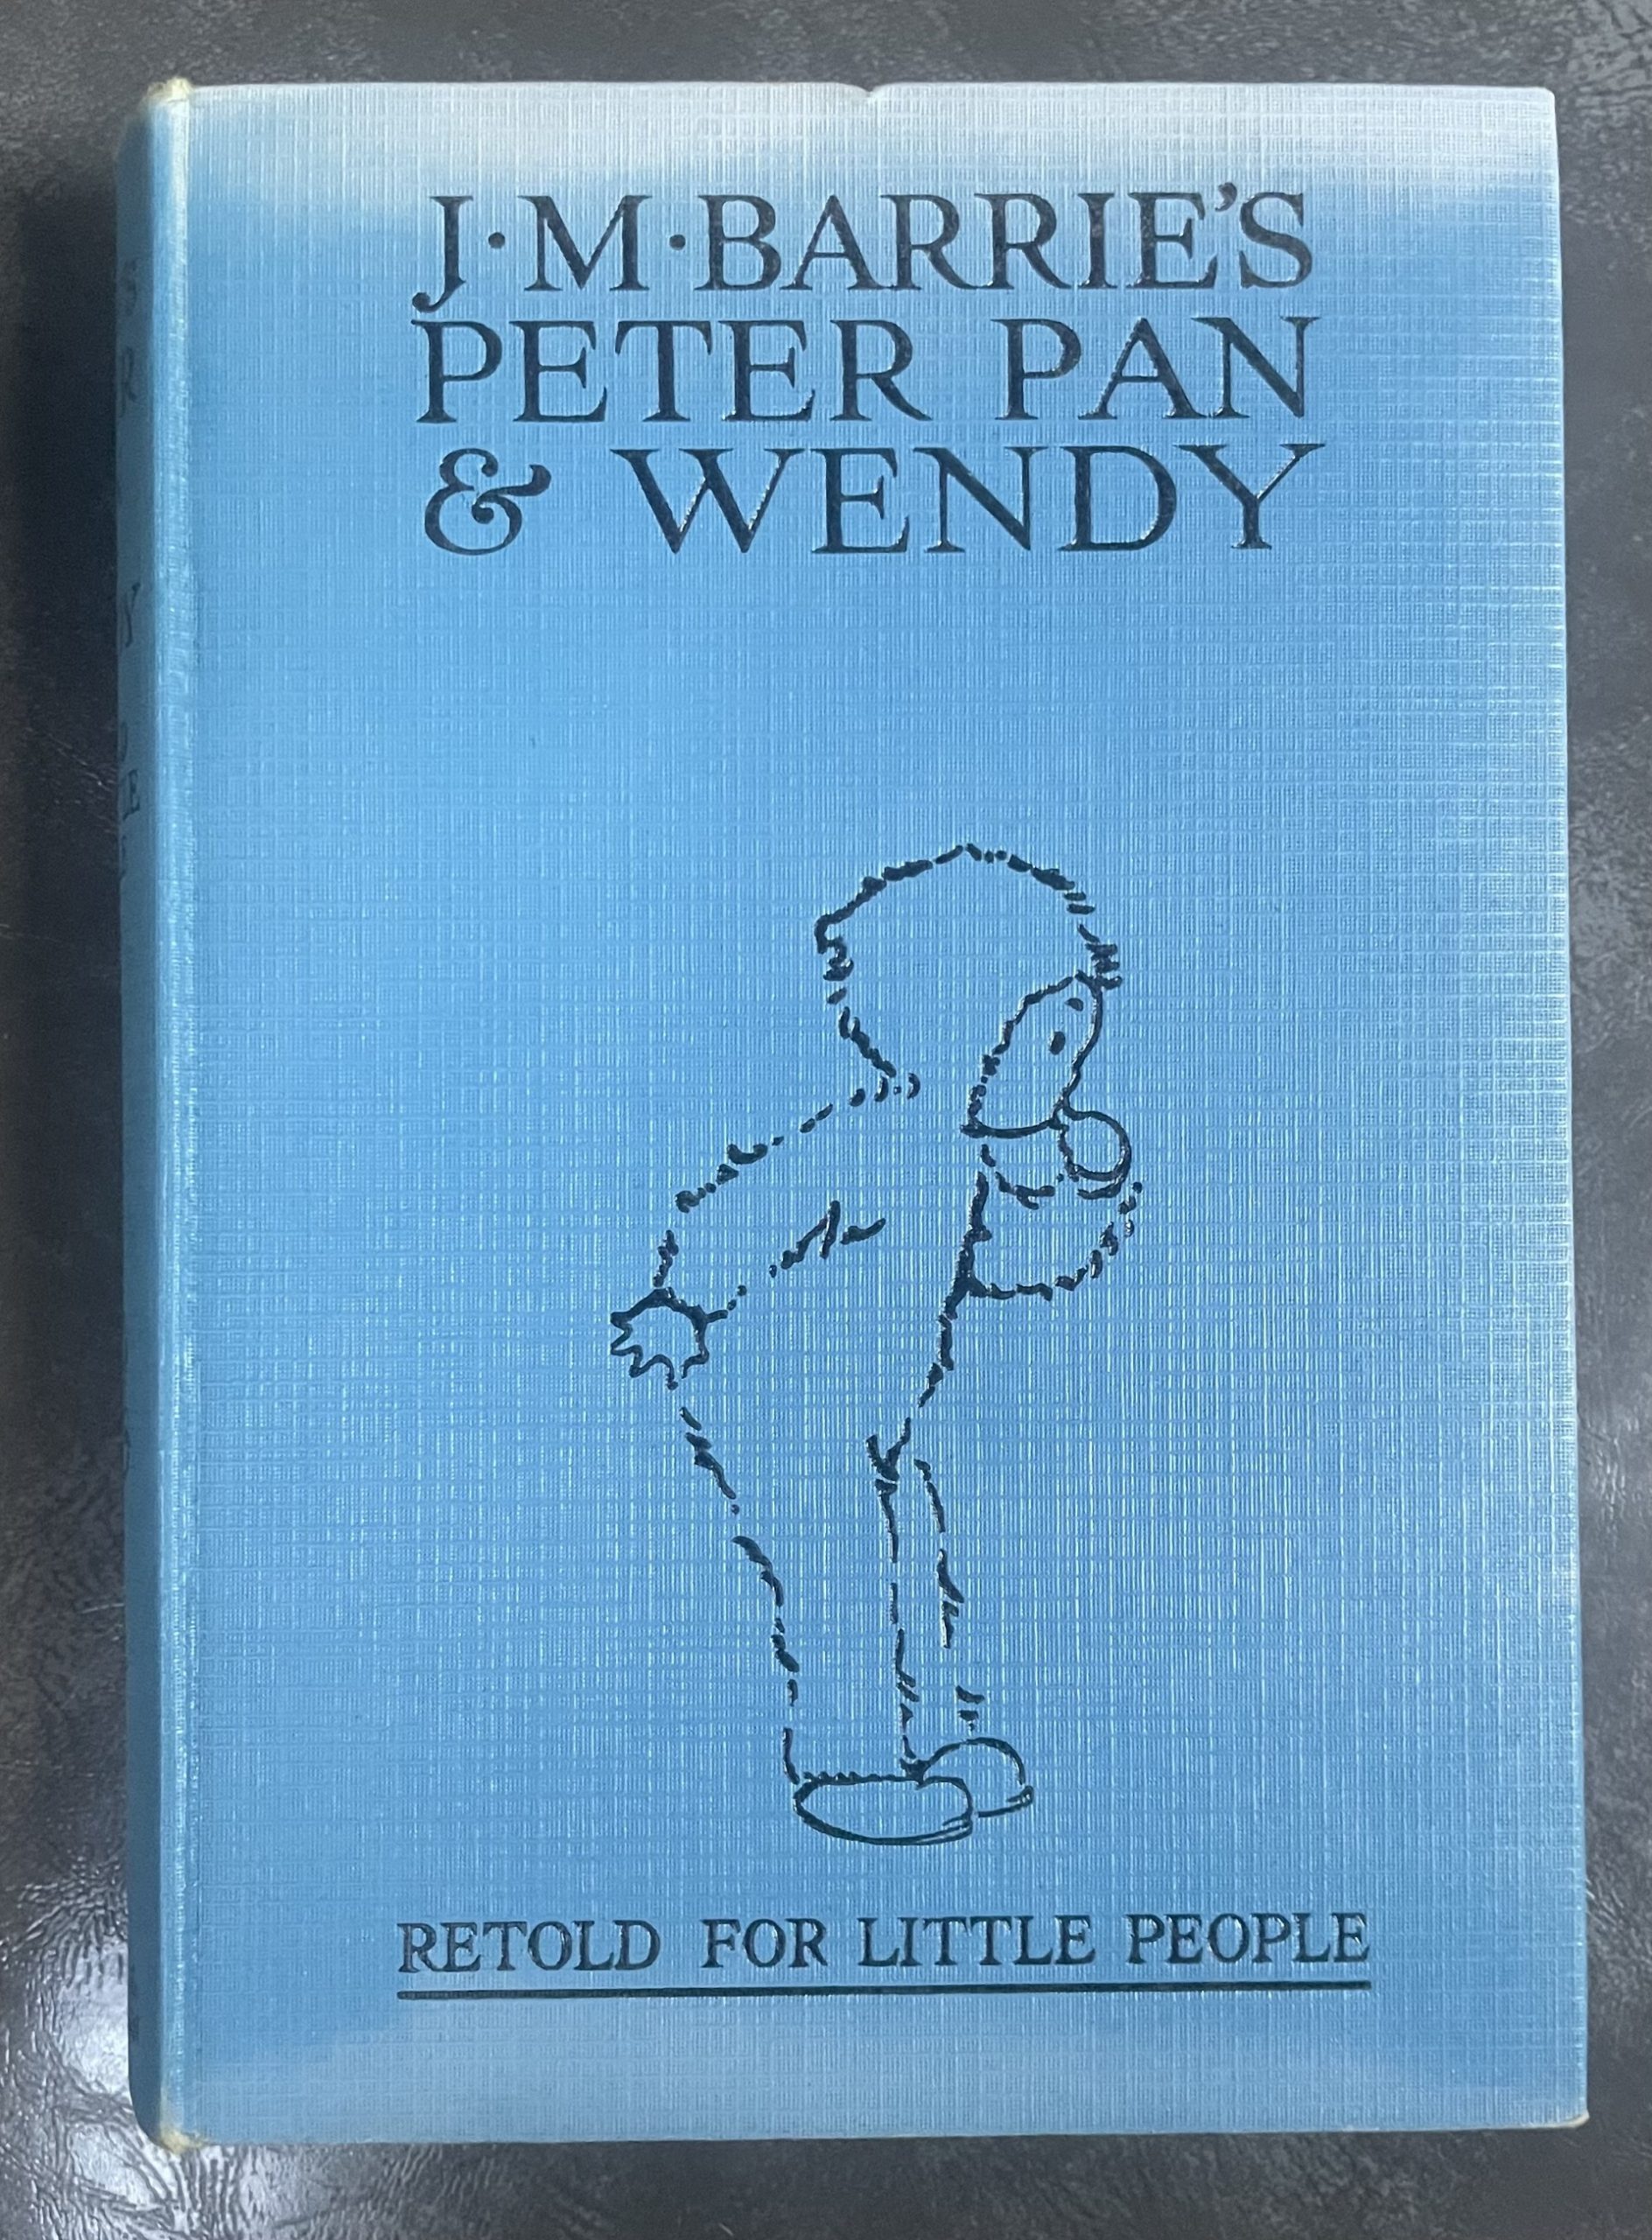 J·M·BARRIE'S
PETER PAN
& WENDY
RETOLD FOR LITTLE PEOPLE